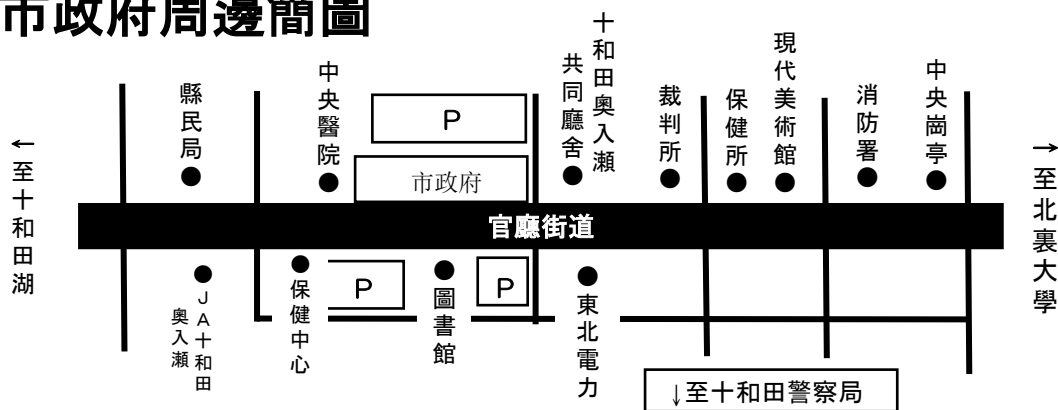 市政府周邊簡圖
←至十和田湖
縣民局
中央醫院
P
市政府
十和田奧入瀨
共同廳舍
裁判所
保健所
現代美術館
消防署
中央崗亭
→至北裏大學
官廳街道
JA十和田
奧入瀨
保健中心
P
圖書館
P
東北電力
↓至十和田警察局